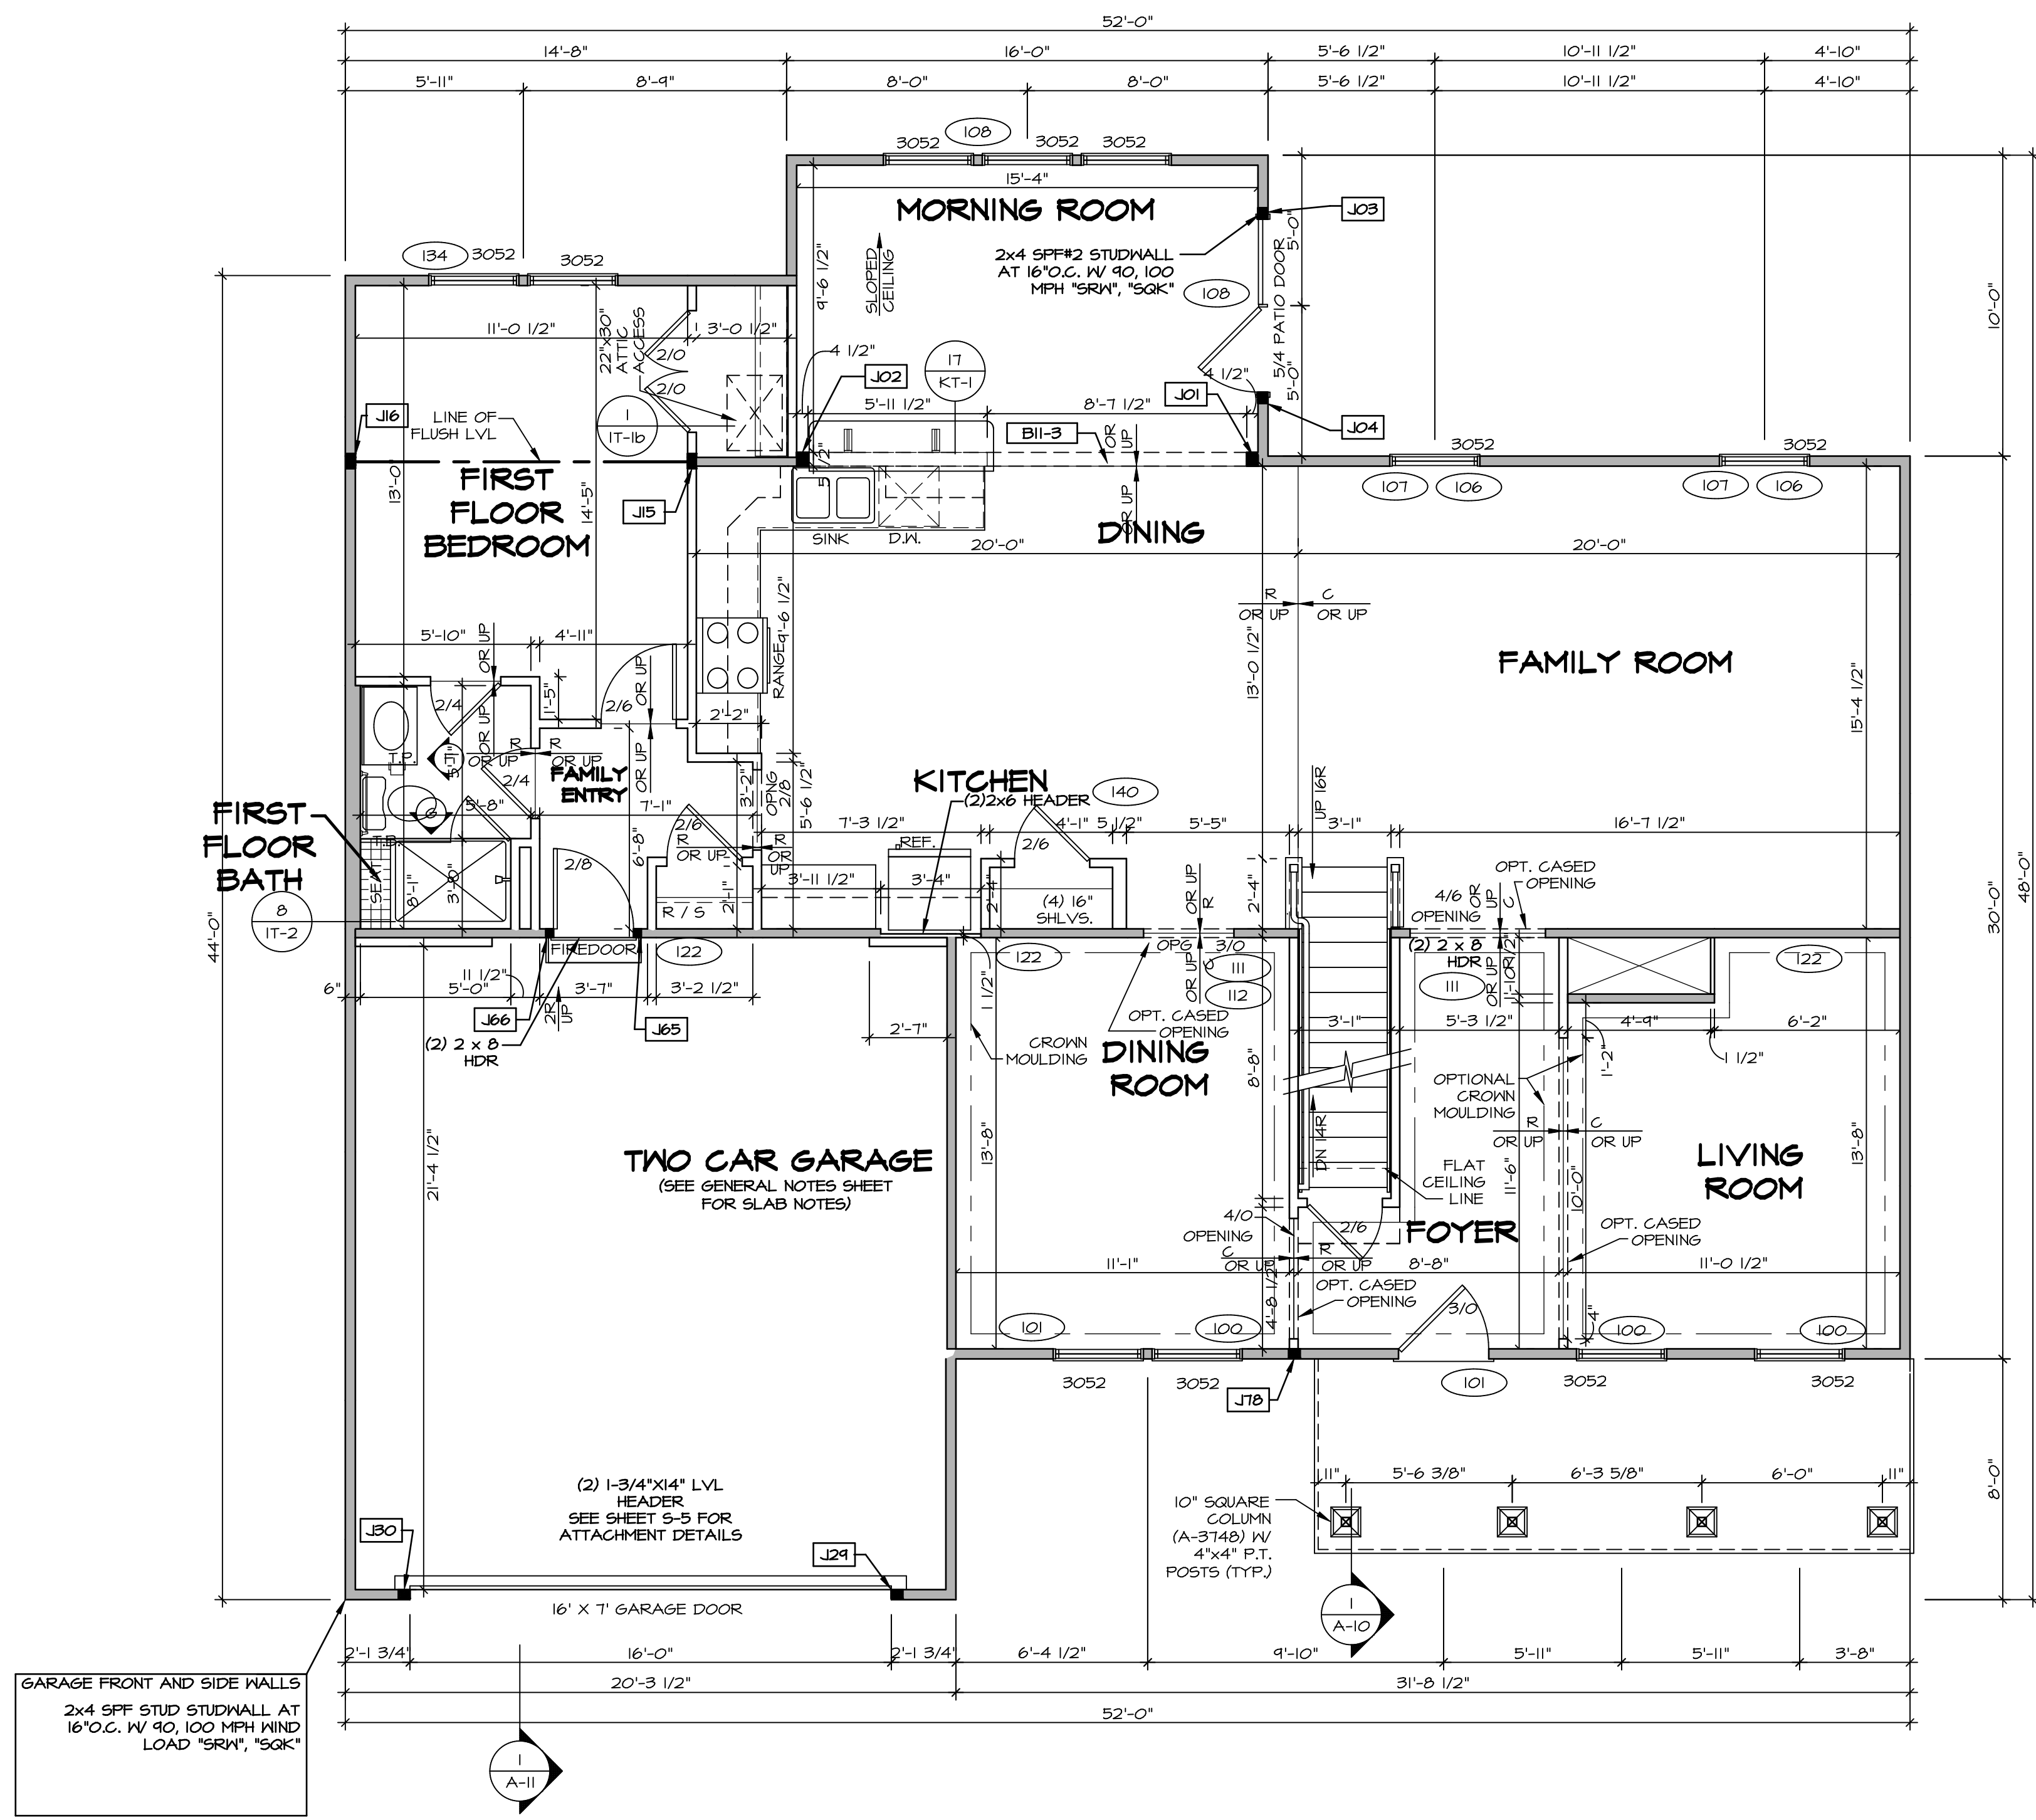 52'-0"
14'-8"
16'-0"
5'-6 1/2"
10'-11 1/2"
4'-10"
5'-11"
8'-9"
8'-0"
8'-0"
5'-6 1/2"
10'-11 1/2"
4'-10"
3052
108
3052
3052
15'-4"
MORNING ROOM
J03
2x4 SPF#2 STUDWALL
AT 16"O.C. W/ 90, 100
MPH "SRW", "SQK"
108
SLOPED
CEILING
9'-6 1/2"
5'-0"
5/4 PATIO DOOR
5'-0"
10'-0"
134
3052
3052
11'-0 1/2"
22"x30"
ATTIC
ACCESS
3'-0 1/2"
2/0
2/0
4 1/2"
J02
17
KT-1
4 1/2"
J01
J04
J16
LINE OF
FLUSH LVL
1
1T-1b
5'-11 1/2"
8'-7 1/2"
B11-3
OR UP
OR UP
3052
3052
107
106
107
106
FIRST
FLOOR
BEDROOM
13'-0"
14'-5"
J15
SINK
D.W.
DINING
20'-0"
20'-0"
R
C
OR UP
OR UP
RANGE
9'-6 1/2"
13'-0 1/2"
FAMILY ROOM
15'-4 1/2"
48'-0"
30'-0"
44'-0"
5'-10"
4'-11"
OR UP
OR UP
2/4
1'-5"
2/6
2'-2"
T.P.
T
5'-7"
OR UP
R
R
OR UP
OR UP
OR UP
FAMILY
ENTRY
2/4
G
5'-8"
7'-1"
3'-2"
OPNG
2/8
5'-6 1/2"
KITCHEN
(2)2x6 HEADER
140
UP 16R
FIRST
FLOOR
BATH
T.B.
SEAT
8'-1"
3'-0"
2/8
6'-8"
2/6
R
R
OR UP
OR
UP
7'-3 1/2"
REF.
4'-1"
5 1/2"
5'-5"
3'-1"
16'-7 1/2"
2/6
OPT. CASED
OPENING
3'-11 1/2"
3'-4"
2'-4"
(4) 16"
SHLVS.
OR UP
R
2'-4"
4/6
OPENING
OR
UP
C
8
1T-2
R / S
2'-1"
FIREDOOR
122
122
OPG
3/0
111
112
OR UP
C
(2) 2 x 8
HDR
111
OR UP
R
1'-10 1/2"
122
6"
11 1/2"
5'-0"
3'-7"
3'-2 1/2"
1 1/2"
J66
2R
UP
J65
(2) 2 x 8
HDR
2'-7"
CROWN
MOULDING
OPT. CASED
OPENING
3'-1"
5'-3 1/2"
4'-9"
6'-2"
DINING
ROOM
8'-8"
1'-2"
1 1/2"
OPTIONAL
CROWN
MOULDING
R
C
OR UP
OR UP
21'-4 1/2"
TWO CAR GARAGE
(SEE GENERAL NOTES SHEET
FOR SLAB NOTES)
13'-8"
DN 14R
FLAT
CEILING
LINE
11'-6"
10'-0"
LIVING
ROOM
13'-8"
4/0
OPENING
2/6
FOYER
OPT. CASED
OPENING
C
R
OR UP
OR UP
11'-1"
8'-8"
11'-0 1/2"
OPT. CASED
OPENING
4'-8 1/2"
3/0
4"
101
100
100
100
3052
3052
J78
101
3052
3052
(2) 1-3/4"X14" LVL
HEADER
SEE SHEET S-5 FOR
ATTACHMENT DETAILS
11"
5'-6 3/8"
6'-3 5/8"
6'-0"
11"
8'-0"
10" SQUARE
COLUMN
(A-3748) W/
4"x4" P.T.
POSTS (TYP.)
J30
J29
16' X 7' GARAGE DOOR
1
A-10
2'-1 3/4"
16'-0"
2'-1 3/4"
6'-4 1/2"
9'-10"
5'-11"
5'-11"
3'-8"
20'-3 1/2"
31'-8 1/2"
52'-0"
GARAGE FRONT AND SIDE WALLS
2x4 SPF STUD STUDWALL AT
16"O.C. W/ 90, 100 MPH WIND
LOAD "SRW", "SQK"
1
A-11